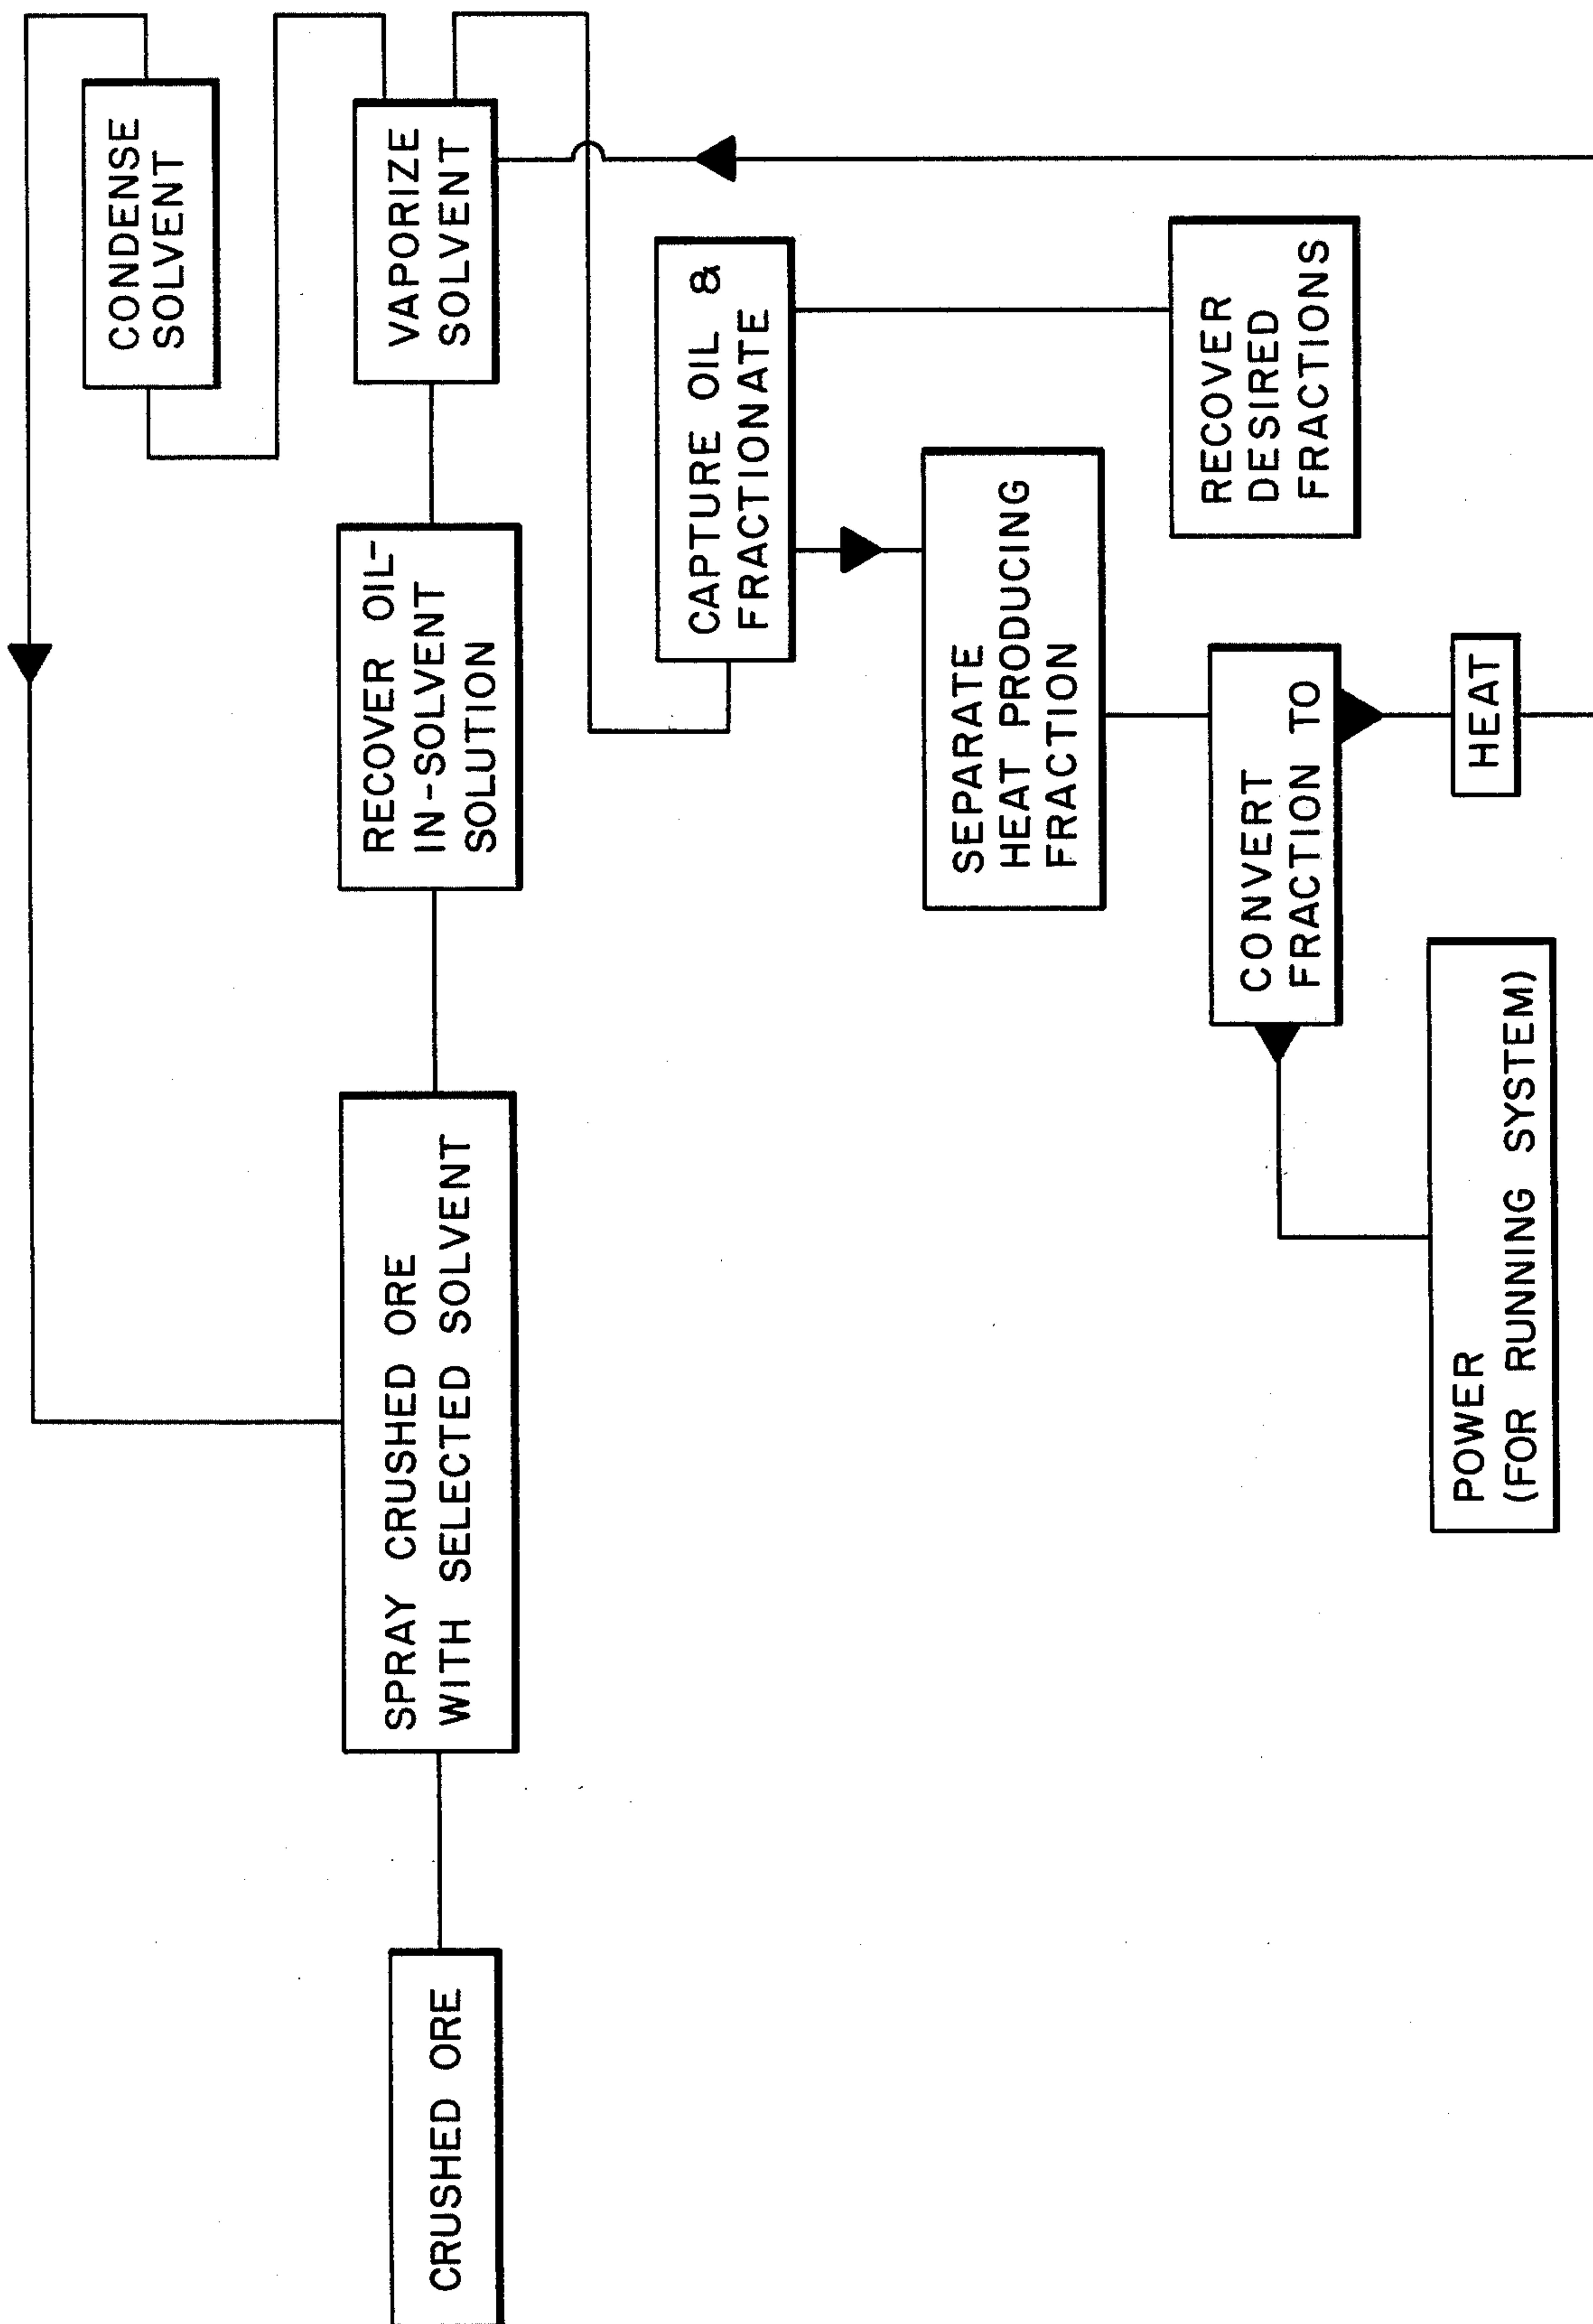 CONDENSE
SOLVENT
VAPORIZE
SOLVENT
RECOVER OIL-
IN-SOLVENT
SOLUTION
SPRAY CRUSHED ORE
WITH SELECTED SOLVENT
CRUSHED ORE
CAPTURE OIL &
FRACTIONATE
SEPARATE
HEAT PRODUCING
FRACTION
RECOVER
DESIRED
FRACTIONS
CONVERT
FRACTION TO
HEAT
POWER
(FOR RUNNING SYSTEM)